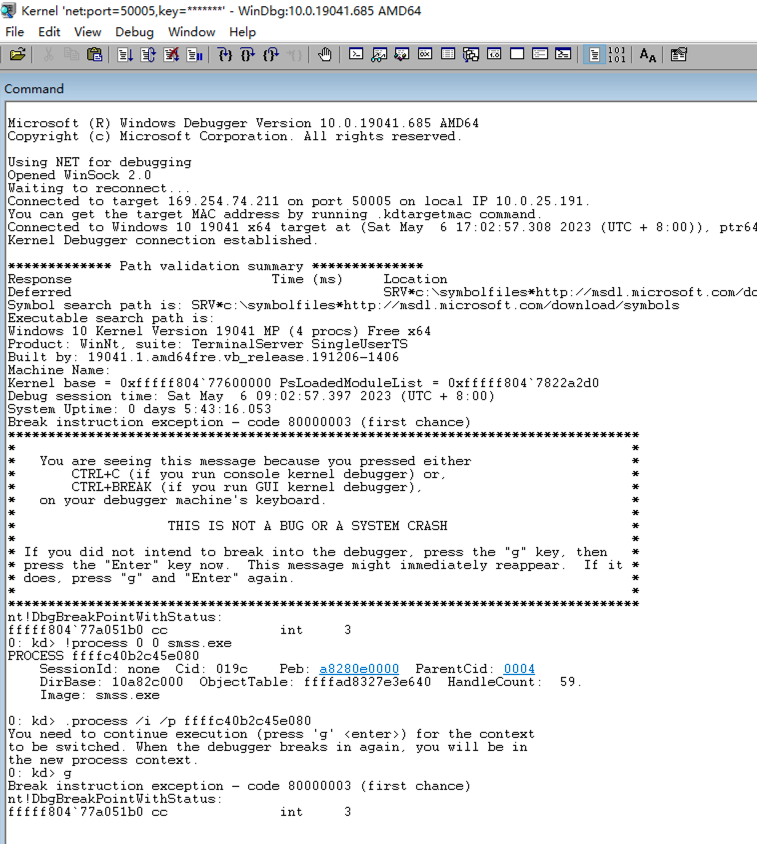 Kernel 'net:port=50005,key=*******' - WinDbg:10.0.19041.685 AMD64
File Edit View Debug Window Help
Command
Microsoft (R) Windows Debugger Version 10.0.19041.685 AMD64
Copyright (c) Microsoft Corporation. All rights reserved.
Using NET for debugging
Opened WinSock 2.0
Waiting to reconnect...
Connected to target 169.254.74.211 on port 50005 on local IP 10.0.25.191.
You can get the target MAC address by running .kdtargetmac command.
Connected to Windows 10 19041 x64 target at (Sat May  6 17:02:57.308 2023 (UTC + 8:00)), ptr64
Kernel Debugger connection established.
************* Path validation summary **************
Response                         Time (ms)     Location
Deferred                                       SRV*c:\symbolfiles*http://msdl.microsoft.com/do
Symbol search path is: SRV*c:\symbolfiles*http://msdl.microsoft.com/download/symbols
Executable search path is:
Windows 10 Kernel Version 19041 MP (4 procs) Free x64
Product: WinNt, suite: TerminalServer SingleUserTS
Built by: 19041.1.amd64fre.vb_release.191206-1406
Machine Name:
Kernel base = 0xfffff804`77600000 PsLoadedModuleList = 0xfffff804`7822a2d0
Debug session time: Sat May  6 09:02:57.397 2023 (UTC + 8:00)
System Uptime: 0 days 5:43:16.053
Break instruction exception - code 80000003 (first chance)
*******************************************************************************
*                                                                             *
*   You are seeing this message because you pressed either                    *
*       CTRL+C (if you run console kernel debugger) or,                       *
*       CTRL+BREAK (if you run GUI kernel debugger),                          *
*   on your debugger machine's keyboard.                                      *
*                                                                             *
*                   THIS IS NOT A BUG OR A SYSTEM CRASH                       *
*                                                                             *
* If you did not intend to break into the debugger, press the "g" key, then   *
* press the "Enter" key now.  This message might immediately reappear.  If it *
* does, press "g" and "Enter" again.                                          *
*                                                                             *
*******************************************************************************
nt!DbgBreakPointWithStatus:
fffff804`77a051b0 cc              int     3
0: kd> !process 0 0 smss.exe
PROCESS ffffc40b2c45e080
    SessionId: none  Cid: 019c    Peb: a8280e0000  ParentCid: 0004
    DirBase: 10a82c000  ObjectTable: ffffad8327e3e640  HandleCount:  59.
    Image: smss.exe
0: kd> .process /i /p ffffc40b2c45e080
You need to continue execution (press 'g' <enter>) for the context
to be switched. When the debugger breaks in again, you will be in
the new process context.
0: kd> g
Break instruction exception - code 80000003 (first chance)
nt!DbgBreakPointWithStatus:
fffff804`77a051b0 cc              int     3